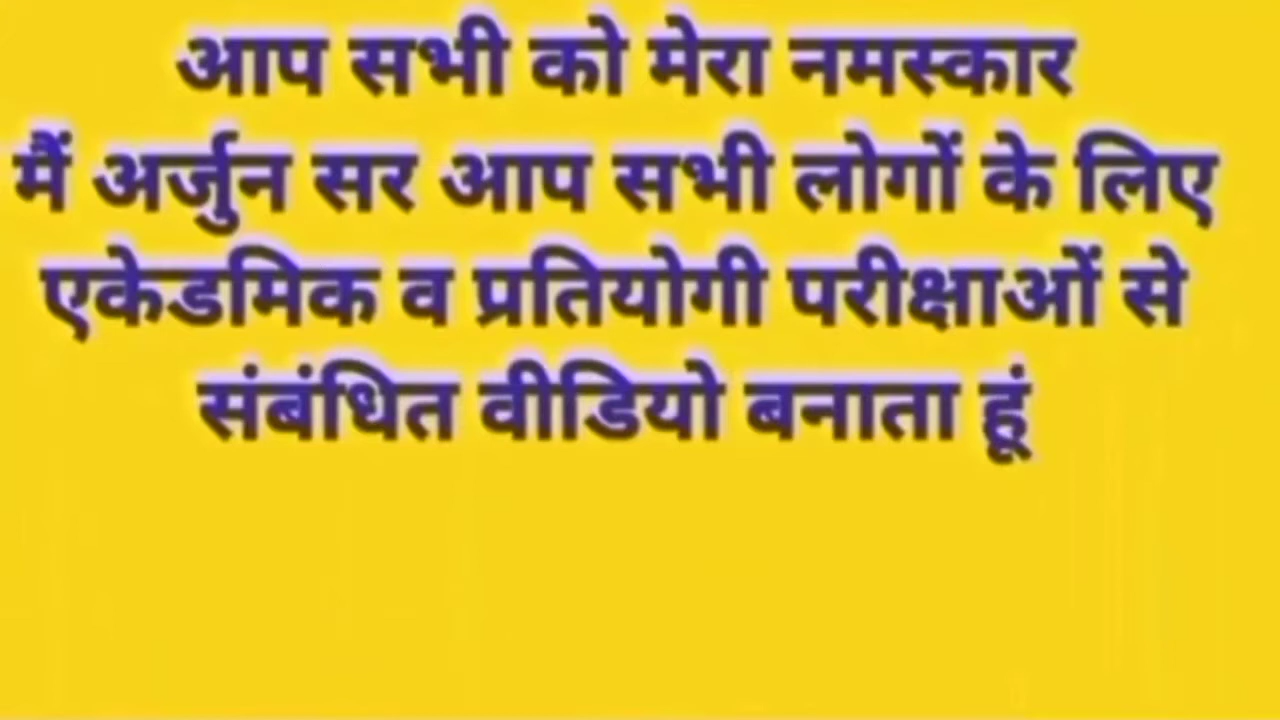 आप सभी को मेरा नमस्कार
मैं अर्जुन सर आप सभी लोगों के लिए
एकेडमिक व प्रतियोगी परीक्षाओं से
संबंधित वीडियो बनाता हूं